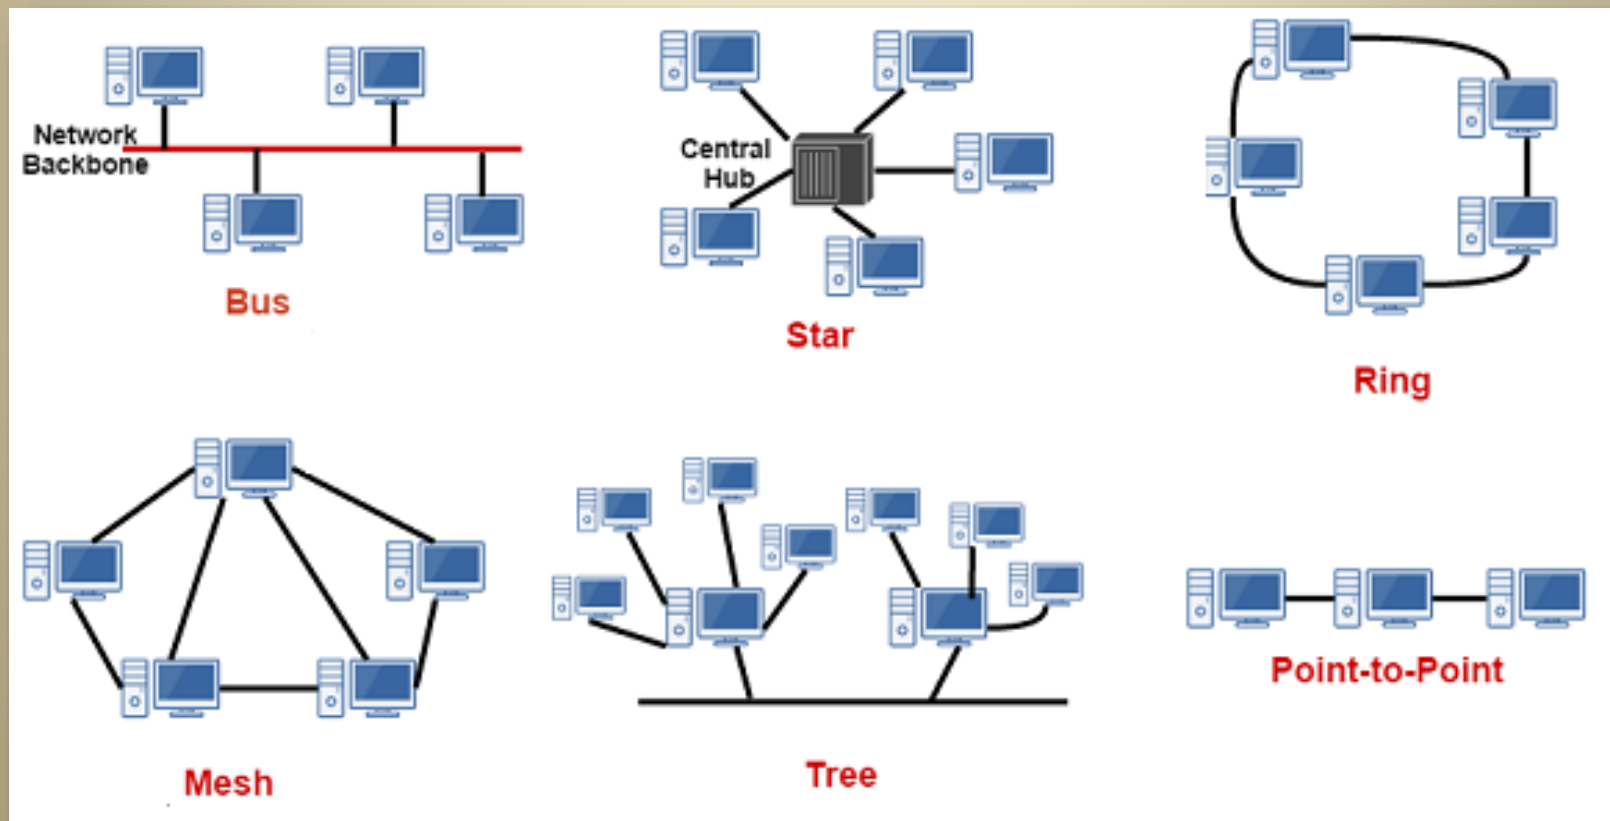 Network
Backbone
Bus
Central
Hub
Star
Ring
Mesh
Tree
Point-to-Point